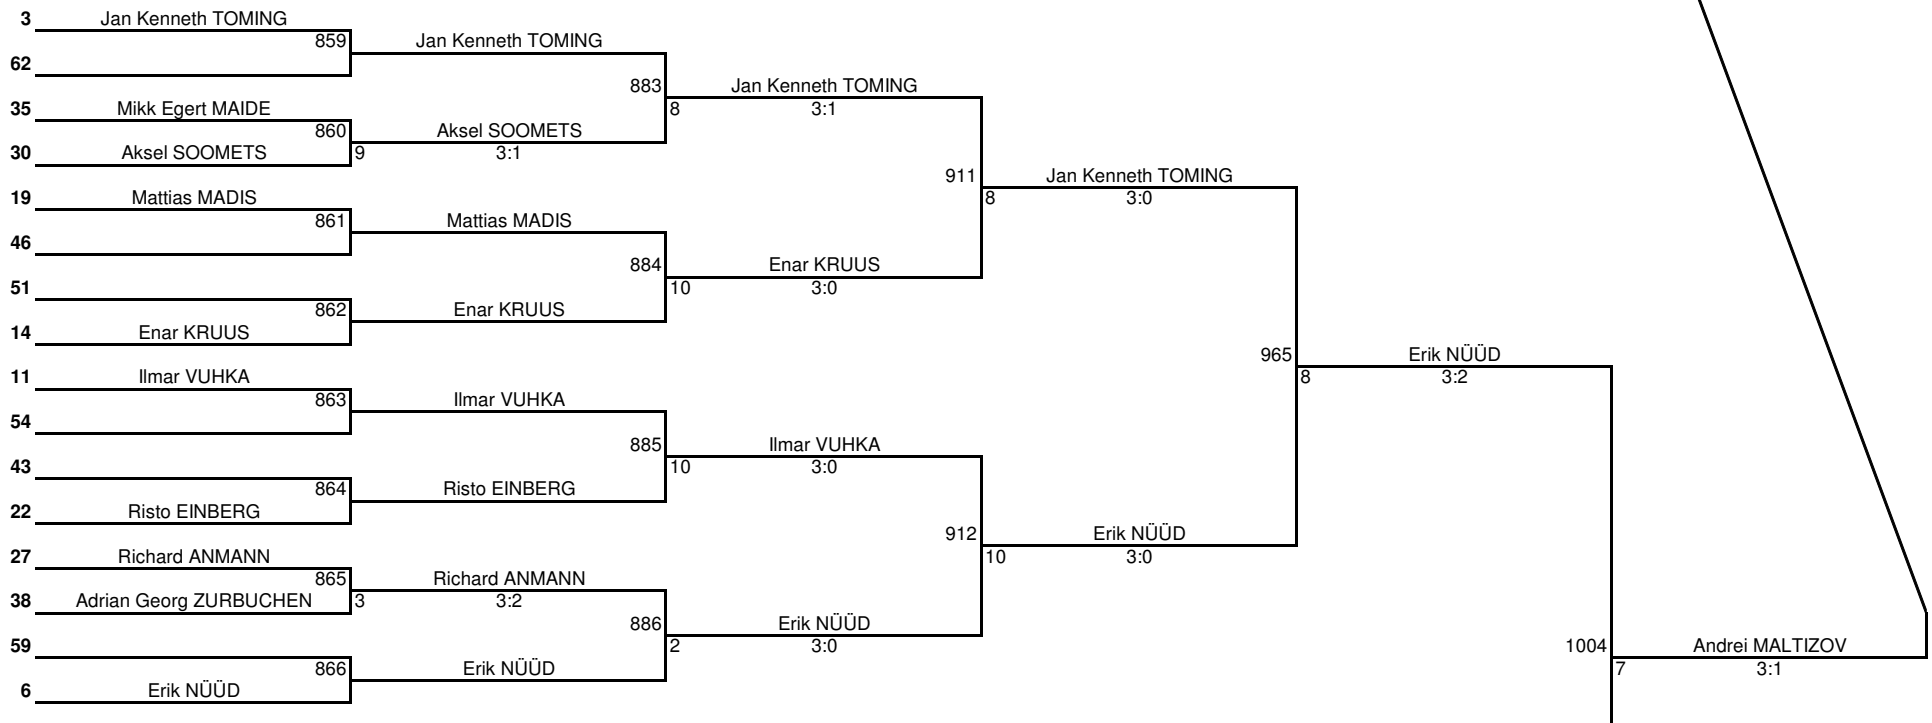 3 Jan Kenneth TOMING
859 Jan Kenneth TOMING
62
883 Jan Kenneth TOMING
35 Mikk Egert MAIDE 8 3:1
860 Aksel SOOMETS
30 Aksel SOOMETS 9 3:1
911 Jan Kenneth TOMING
19 Mattias MADIS 8 3:0
861 Mattias MADIS
46
884 Enar KRUUS
51 10 3:0
862 Enar KRUUS
14 Enar KRUUS
965 Erik NÜÜD
11 Ilmar VUHKA 8 3:2
863 Ilmar VUHKA
54
885 Ilmar VUHKA
43 10 3:0
864 Risto EINBERG
22 Risto EINBERG
912 Erik NÜÜD
27 Richard ANMANN 10 3:0
865 Richard ANMANN
38 Adrian Georg ZURBUCHEN 3 3:2
886 Erik NÜÜD
59 2 3:0 1004 Andrei MALTIZOV
866 Erik NÜÜD 7 3:1
6 Erik NÜÜD